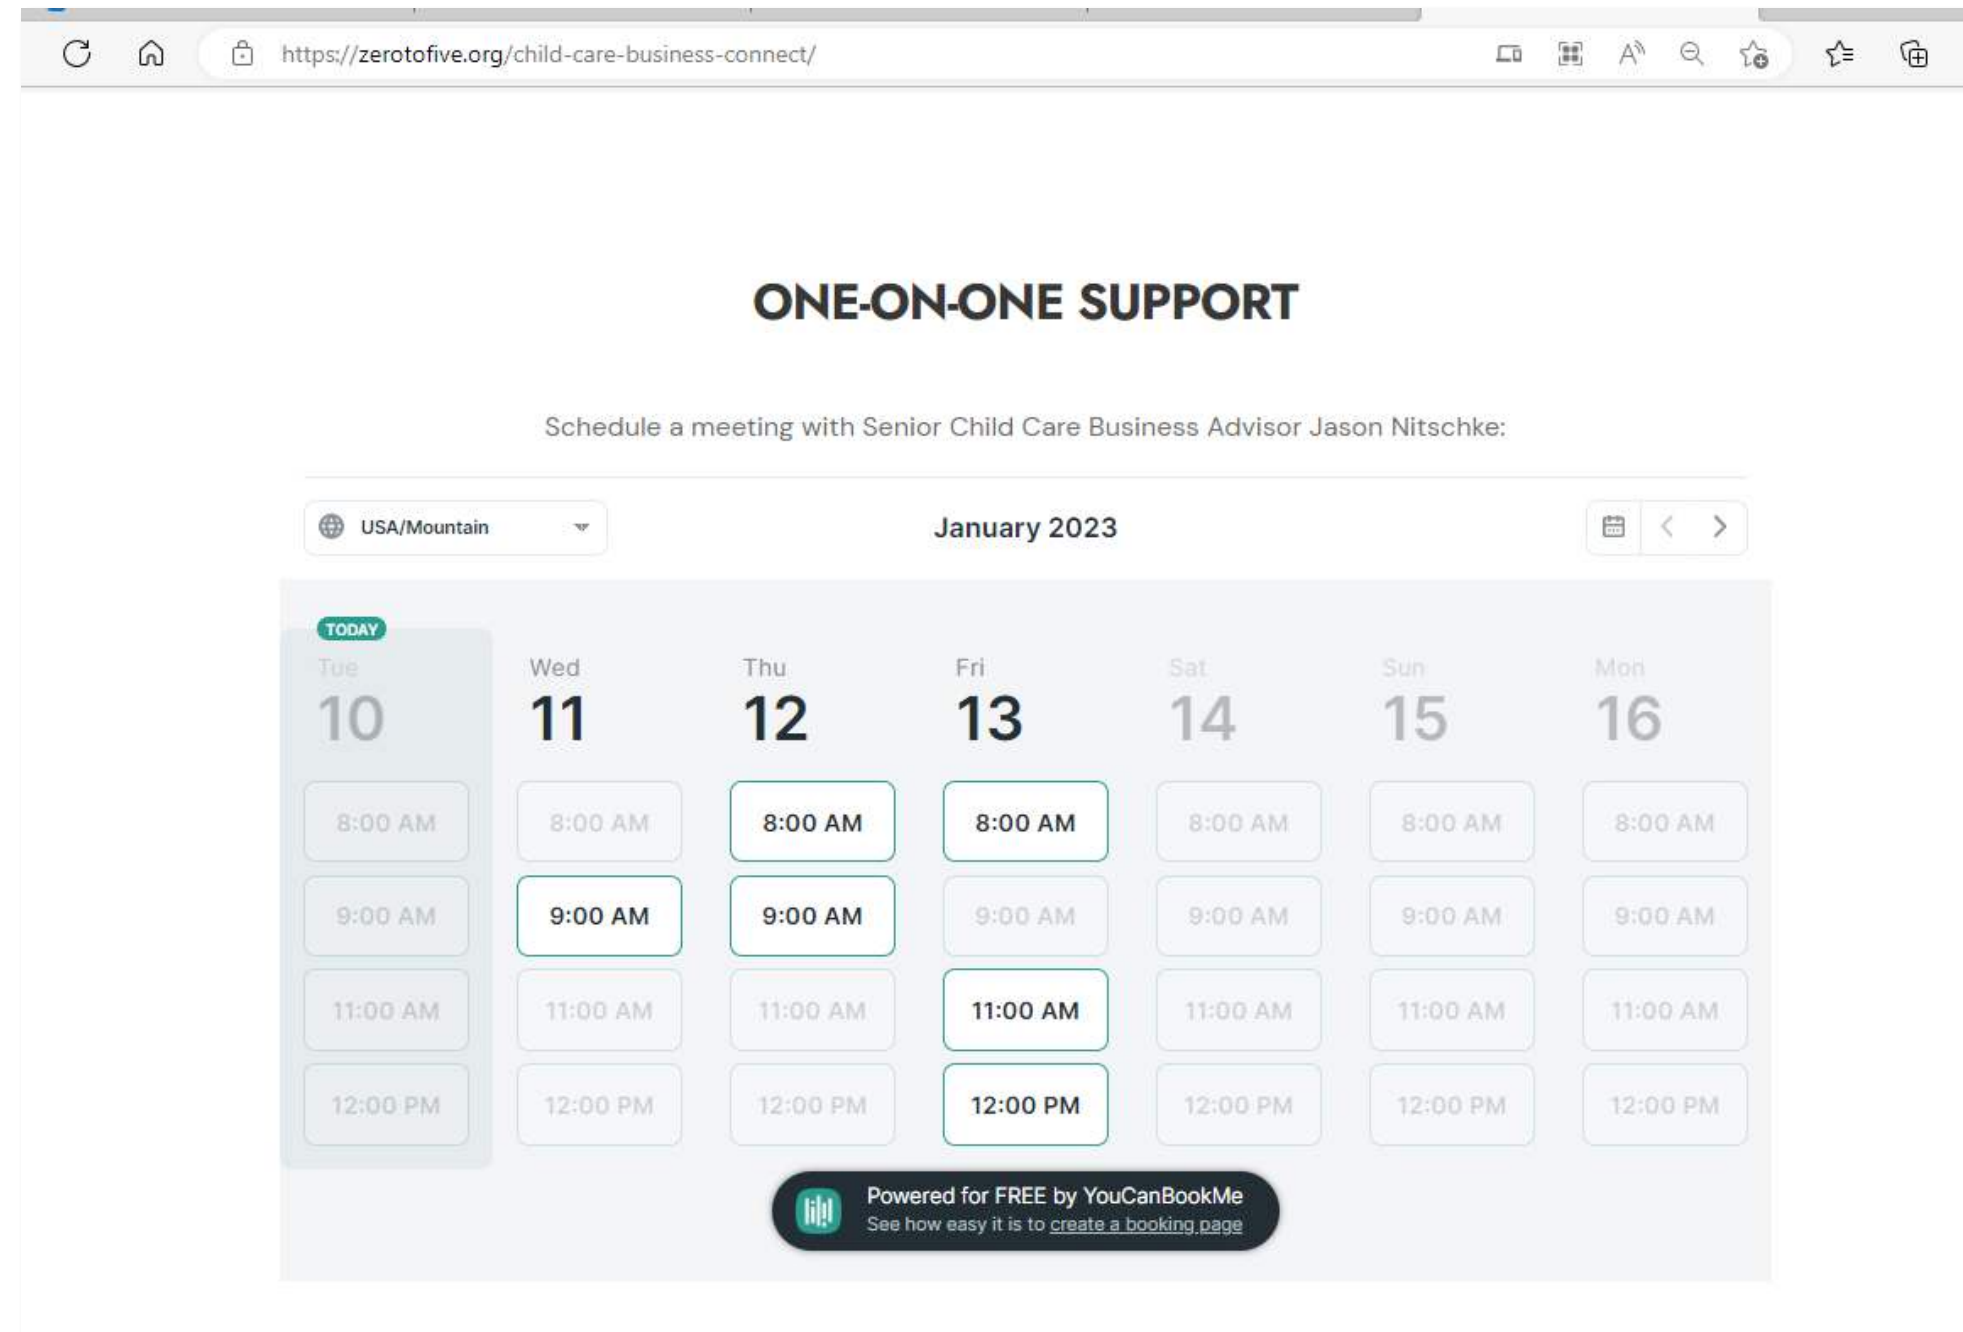 https://zerotofive.org/child-care-business-connect/
ONE-ON-ONE SUPPORT
Schedule a meeting with Senior Child Care Business Advisor Jason Nitschke:
USA/Mountain
January 2023
TODAY
Tue Wed Thu Fri Sat Sun Mon
10 11 12 13 14 15 16
8:00 AM 8:00 AM 8:00 AM 8:00 AM 8:00 AM 8:00 AM 8:00 AM
9:00 AM 9:00 AM 9:00 AM 9:00 AM 9:00 AM 9:00 AM 9:00 AM
11:00 AM 11:00 AM 11:00 AM 11:00 AM 11:00 AM 11:00 AM 11:00 AM
12:00 PM 12:00 PM 12:00 PM 12:00 PM 12:00 PM 12:00 PM 12:00 PM
Powered for FREE by YouCanBookMe
See how easy it is to create a booking page